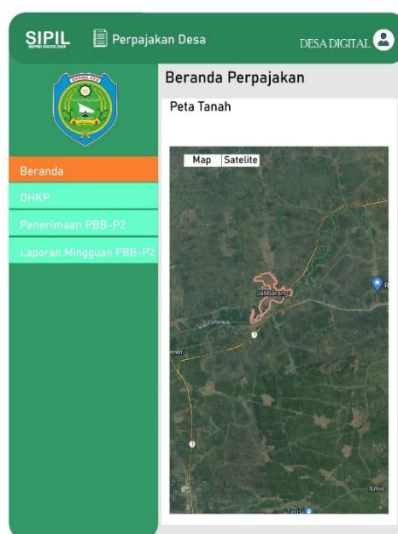 SIPIL
Perpajakan Desa
DESA DIGITAL
Beranda
DHKP
Penerimaan PBB-P2
Laporan Mingguan PBB-P2
Beranda Perpajakan
Peta Tanah
Map
Satelite
Jatibarang